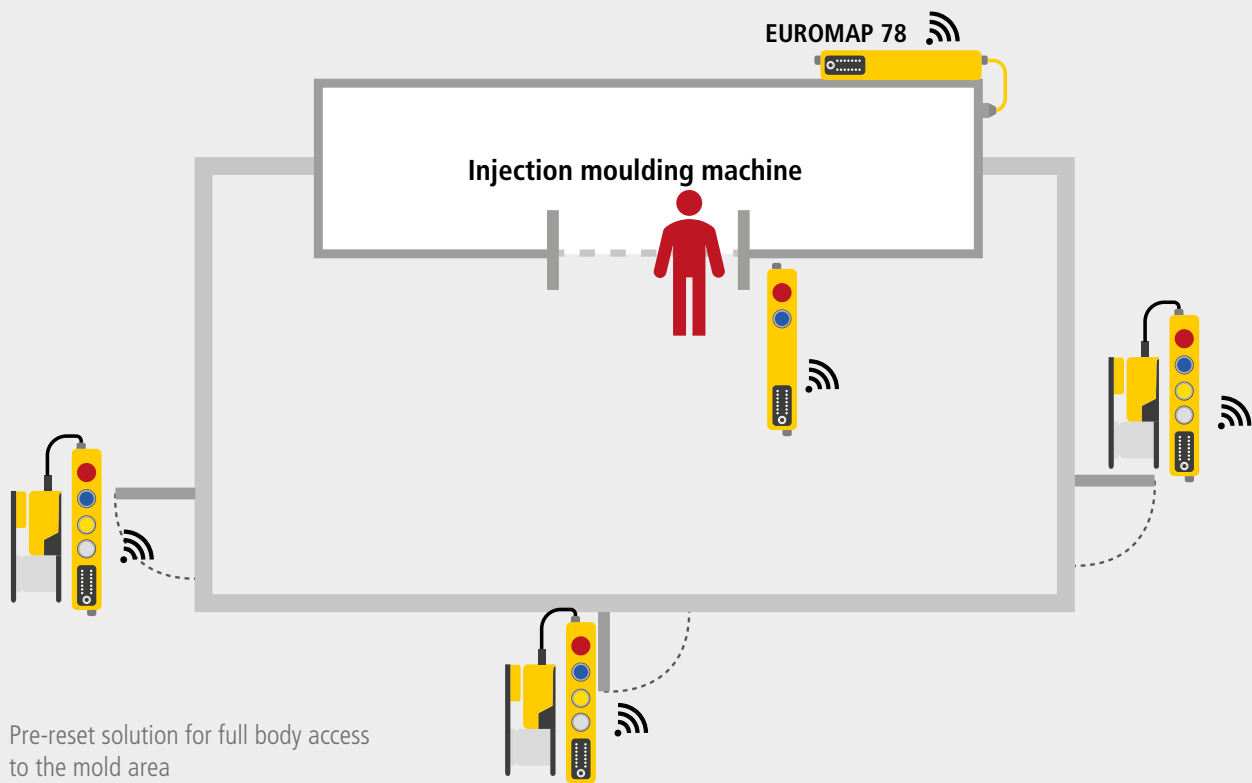 EUROMAP 78
Injection moulding machine
Pre-reset solution for full body access
to the mold area